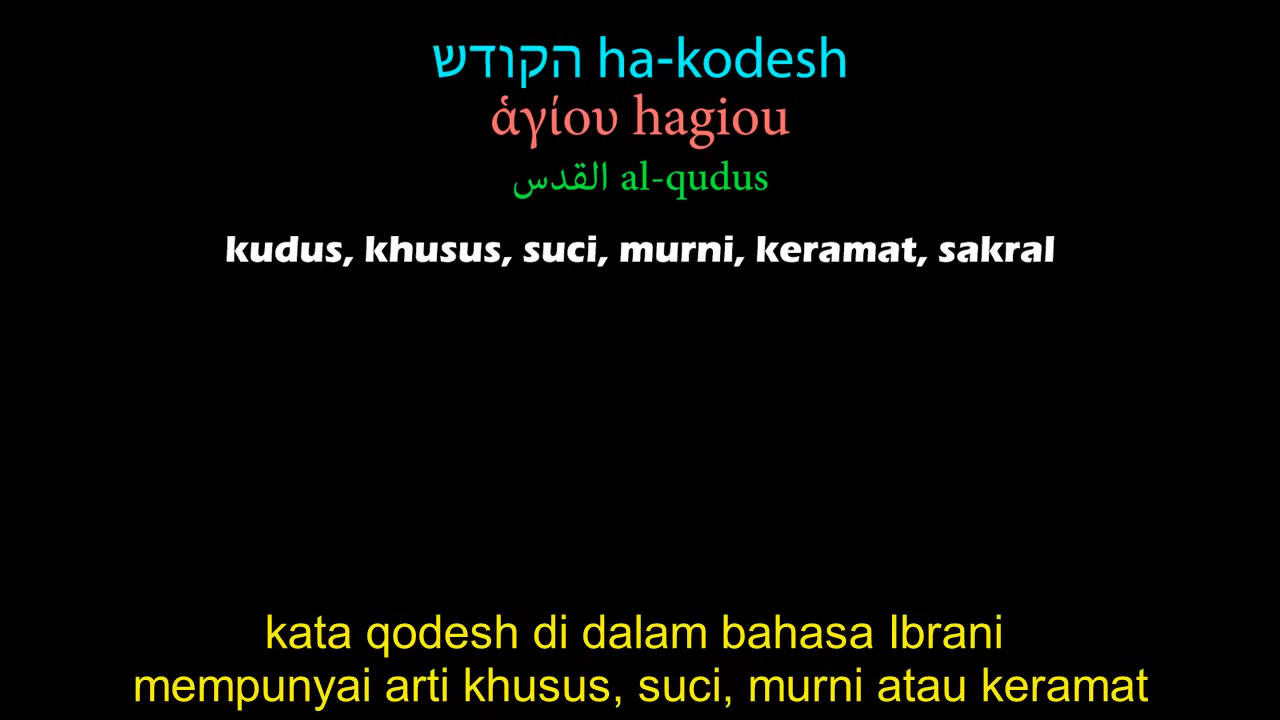 הקודש ha-kodesh
ἁγίου hagiou
القدس al-qudus
kudus, khusus, suci, murni, keramat, sakral
kata qodesh di dalam bahasa Ibrani
mempunyai arti khusus, suci, murni atau keramat